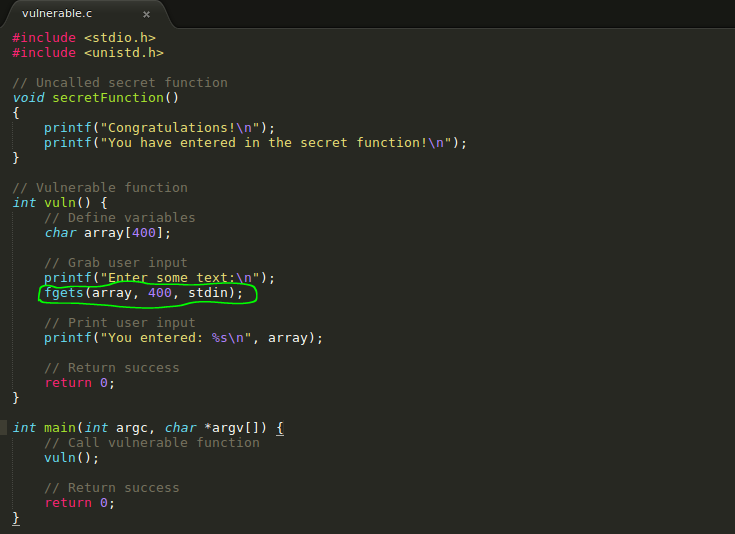 vulnerable.c ×
#include <stdio.h>
#include <unistd.h>
// Uncalled secret function
void secretFunction()
{
    printf("Congratulations!\n");
    printf("You have entered in the secret function!\n");
}
// Vulnerable function
int vuln() {
    // Define variables
    char array[400];
    // Grab user input
    printf("Enter some text:\n");
    fgets(array, 400, stdin);
    // Print user input
    printf("You entered: %s\n", array);
    // Return success
    return 0;
}
int main(int argc, char *argv[]) {
    // Call vulnerable function
    vuln();
    // Return success
    return 0;
}